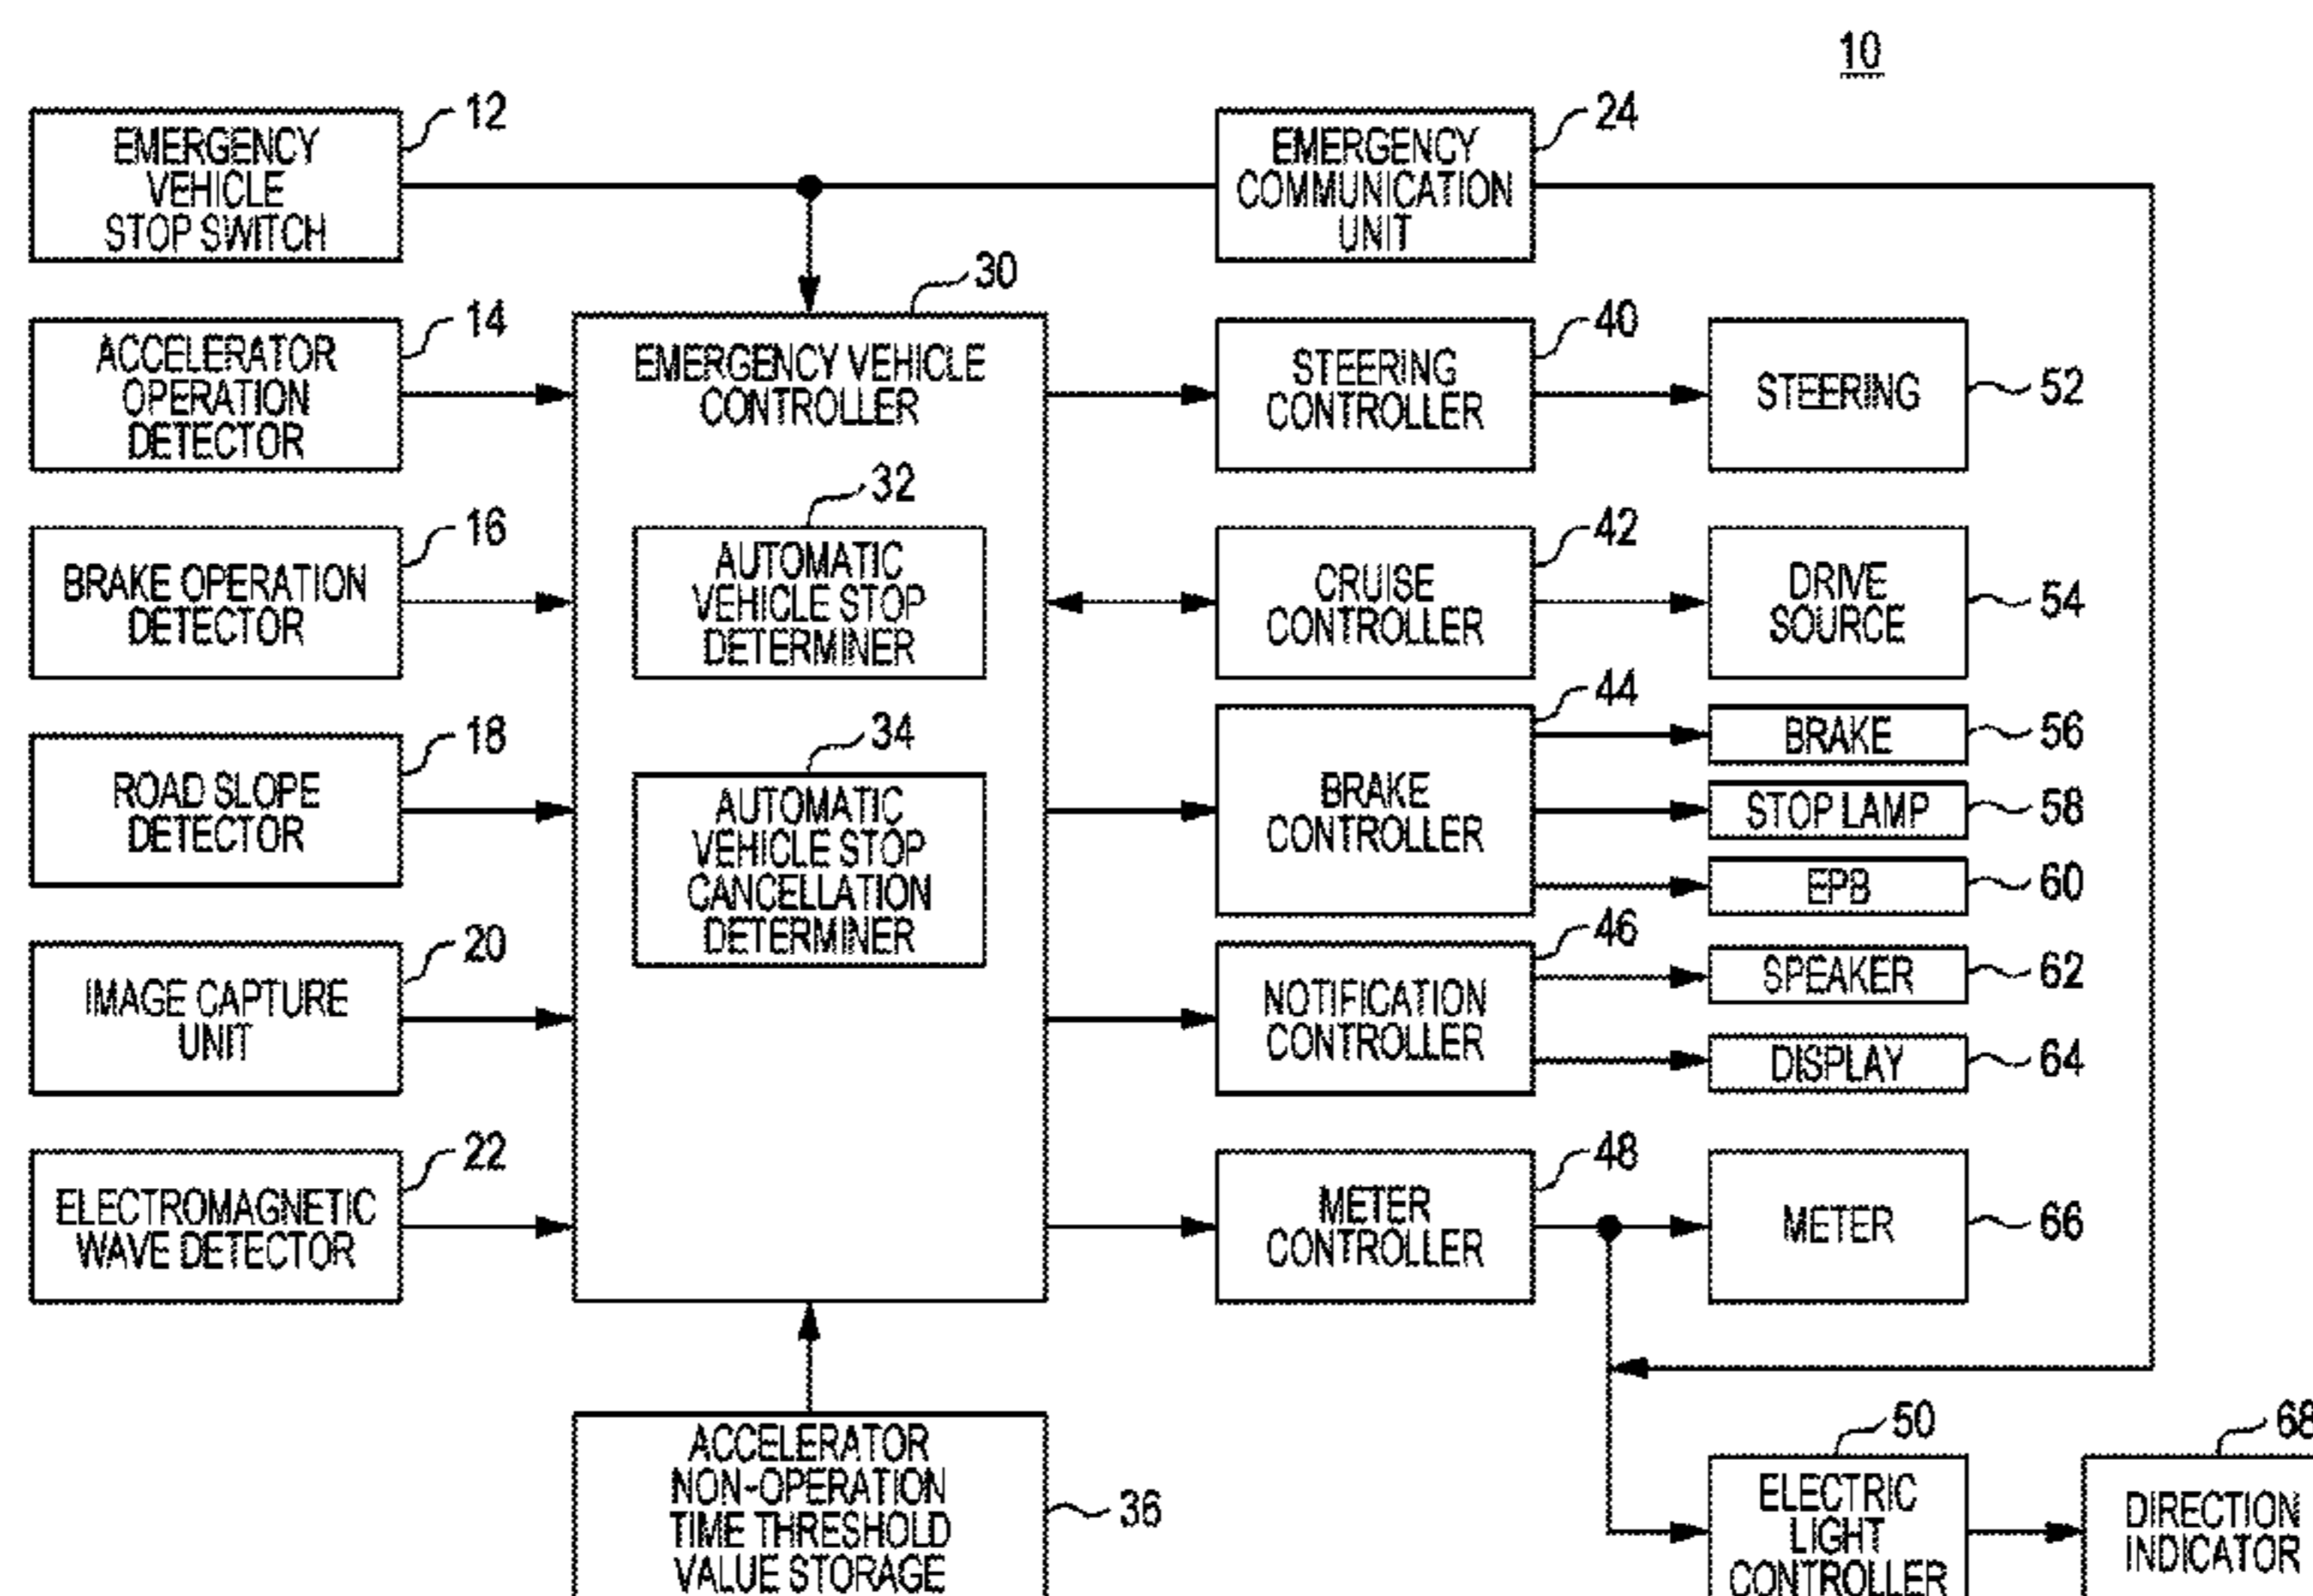 10
12
EMERGENCY
VEHICLE
STOP SWITCH
24
EMERGENCY
COMMUNICATION
UNIT
14
ACCELERATOR
OPERATION
DETECTOR
30
EMERGENCY VEHICLE
CONTROLLER
40
STEERING
CONTROLLER
STEERING
52
16
BRAKE OPERATION
DETECTOR
32
AUTOMATIC
VEHICLE STOP
DETERMINER
42
CRUISE
CONTROLLER
DRIVE
SOURCE
54
18
ROAD SLOPE
DETECTOR
34
AUTOMATIC
VEHICLE STOP
CANCELLATION
DETERMINER
44
BRAKE
CONTROLLER
BRAKE
56
STOP LAMP
58
EPB
60
20
IMAGE CAPTURE
UNIT
46
NOTIFICATION
CONTROLLER
SPEAKER
62
DISPLAY
64
22
ELECTROMAGNETIC
WAVE DETECTOR
48
METER
CONTROLLER
METER
66
ACCELERATOR
NON-OPERATION
TIME THRESHOLD
VALUE STORAGE
36
50
ELECTRIC
LIGHT
CONTROLLER
68
DIRECTION
INDICATOR